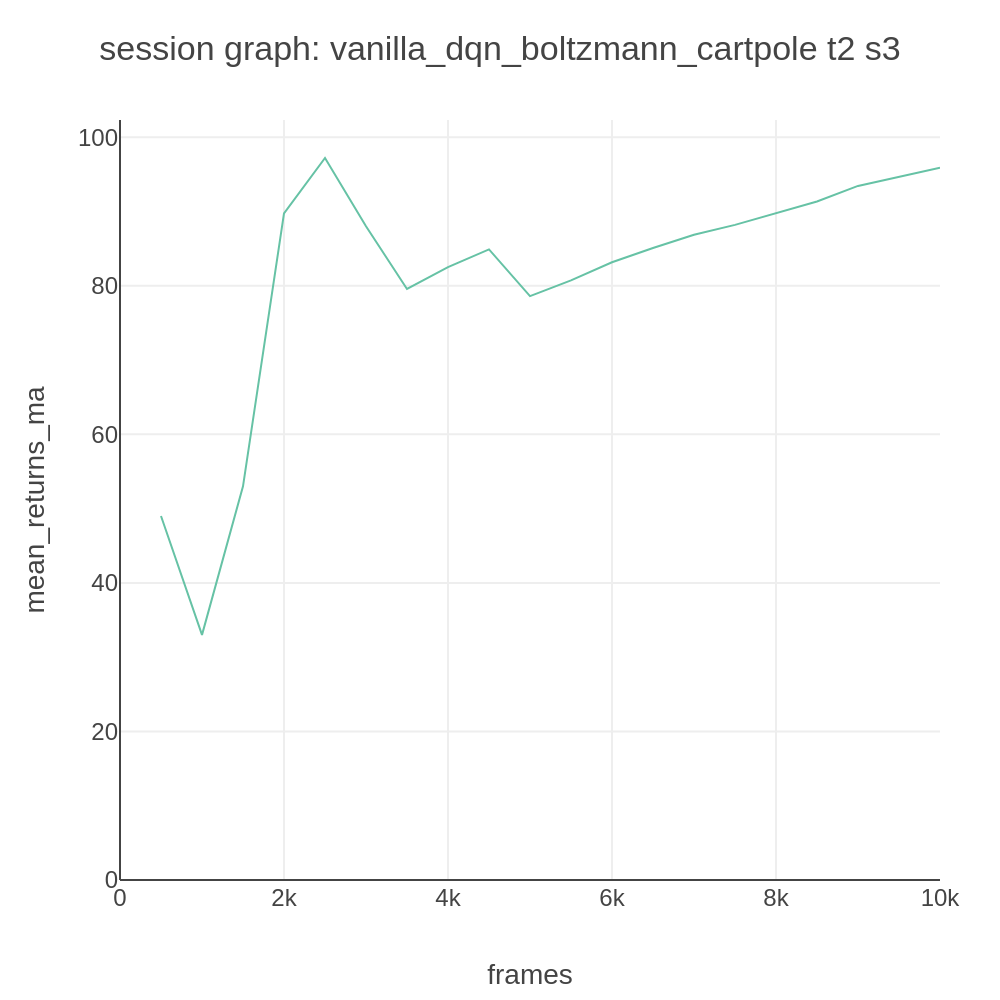 session graph: vanilla_dqn_boltzmann_cartpole t2 s3
100
80
60
40
20
0
mean_returns_ma
0 2k 4k 6k 8k 10k
frames